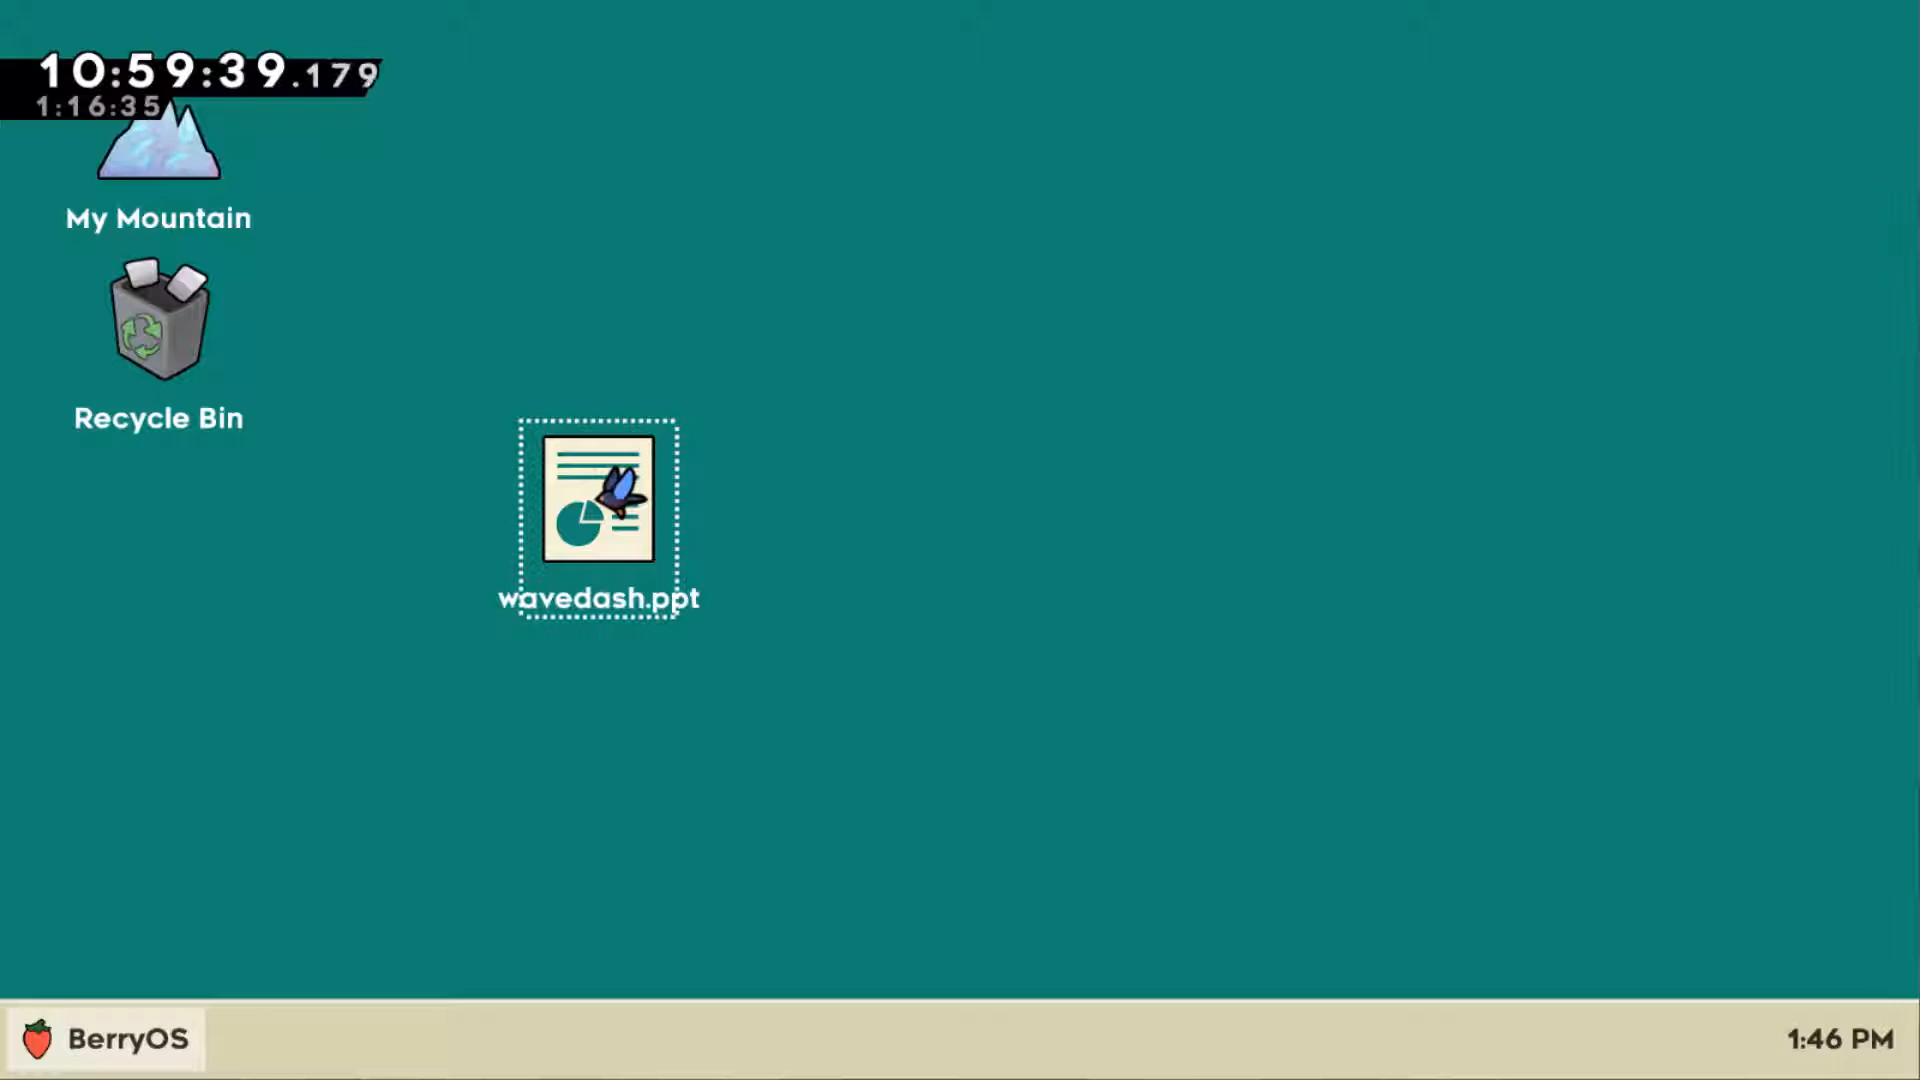 10:59:39.179
1:16:35
My Mountain
Recycle Bin
wavedash.ppt
BerryOS
1:46 PM